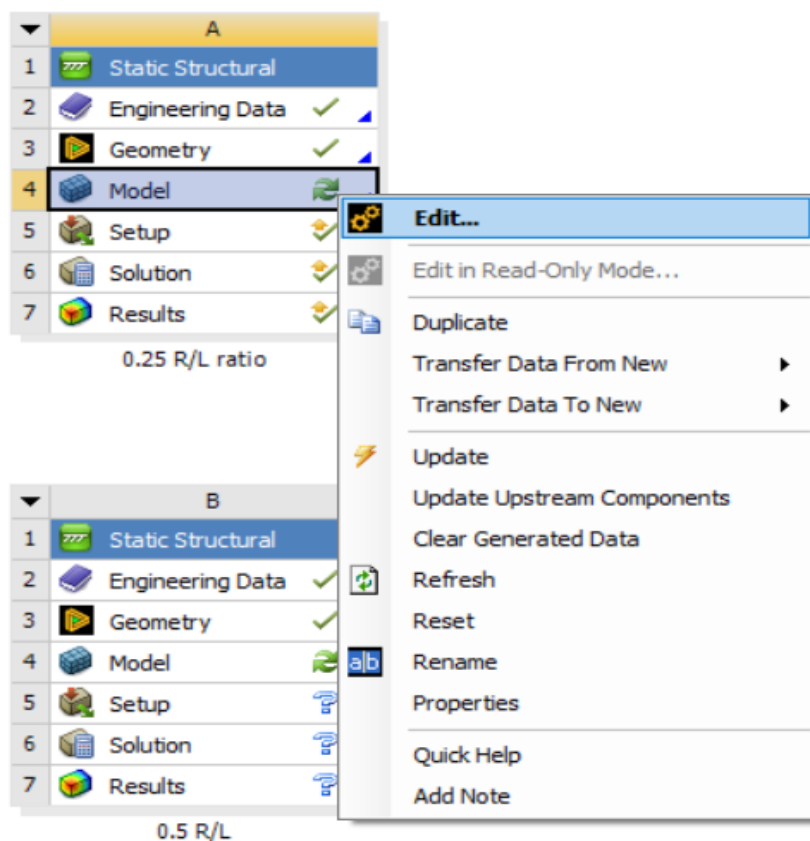 A
1 Static Structural
2 Engineering Data
3 Geometry
4 Model
5 Setup
6 Solution
7 Results
0.25 R/L ratio
Edit...
Edit in Read-Only Mode...
Duplicate
Transfer Data From New
Transfer Data To New
Update
Update Upstream Components
Clear Generated Data
Refresh
Reset
a|b Rename
Properties
Quick Help
Add Note
B
1 Static Structural
2 Engineering Data
3 Geometry
4 Model
5 Setup
6 Solution
7 Results
0.5 R/L